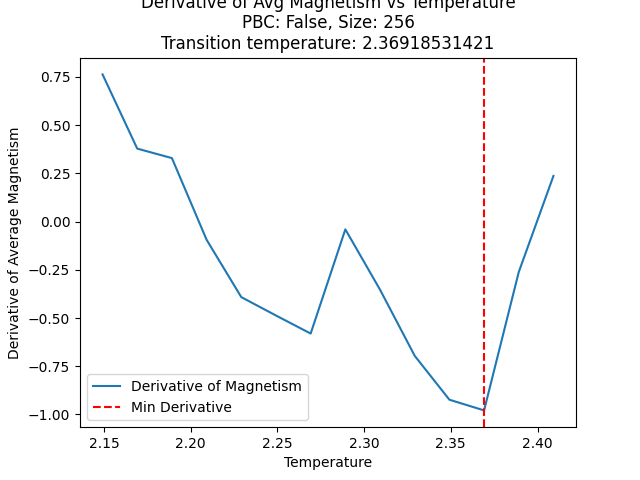 Derivative of Avg Magnetism vs Temperature
PBC: False, Size: 256
Transition temperature: 2.36918531421
Derivative of Average Magnetism
0.75
0.50
0.25
0.00
−0.25
−0.50
−0.75
−1.00
Derivative of Magnetism
Min Derivative
2.15 2.20 2.25 2.30 2.35 2.40
Temperature